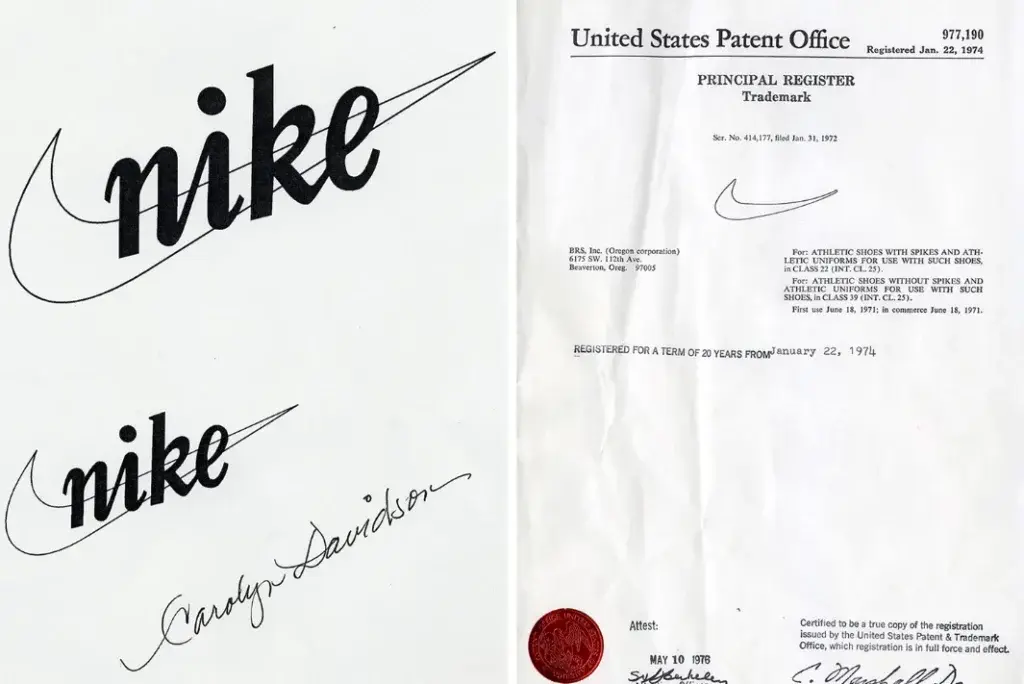 nike
nike
Carolyn Davidson
United States Patent Office
977,190
Registered Jan. 22, 1974
PRINCIPAL REGISTER
Trademark
Ser. No. 414,177, filed Jan. 31, 1972
BRS, Inc. (Oregon corporation)
6175 SW. 112th Ave.
Beaverton, Oreg. 97005
For: ATHLETIC SHOES WITH SPIKES AND ATH-
LETIC UNIFORMS FOR USE WITH SUCH SHOES,
in CLASS 22 (INT. CL. 25).
For: ATHLETIC SHOES WITHOUT SPIKES AND
ATHLETIC UNIFORMS FOR USE WITH SUCH
SHOES, in CLASS 39 (INT. CL. 25).
First use June 18, 1971; in commerce June 18, 1971.
REGISTERED FOR A TERM OF 20 YEARS FROM January 22, 1974
Attest:
MAY 10 1976
Certified to be a true copy of the registration
issued by the United States Patent & Trademark
Office, which registration is in full force and effect.
C. Marshall